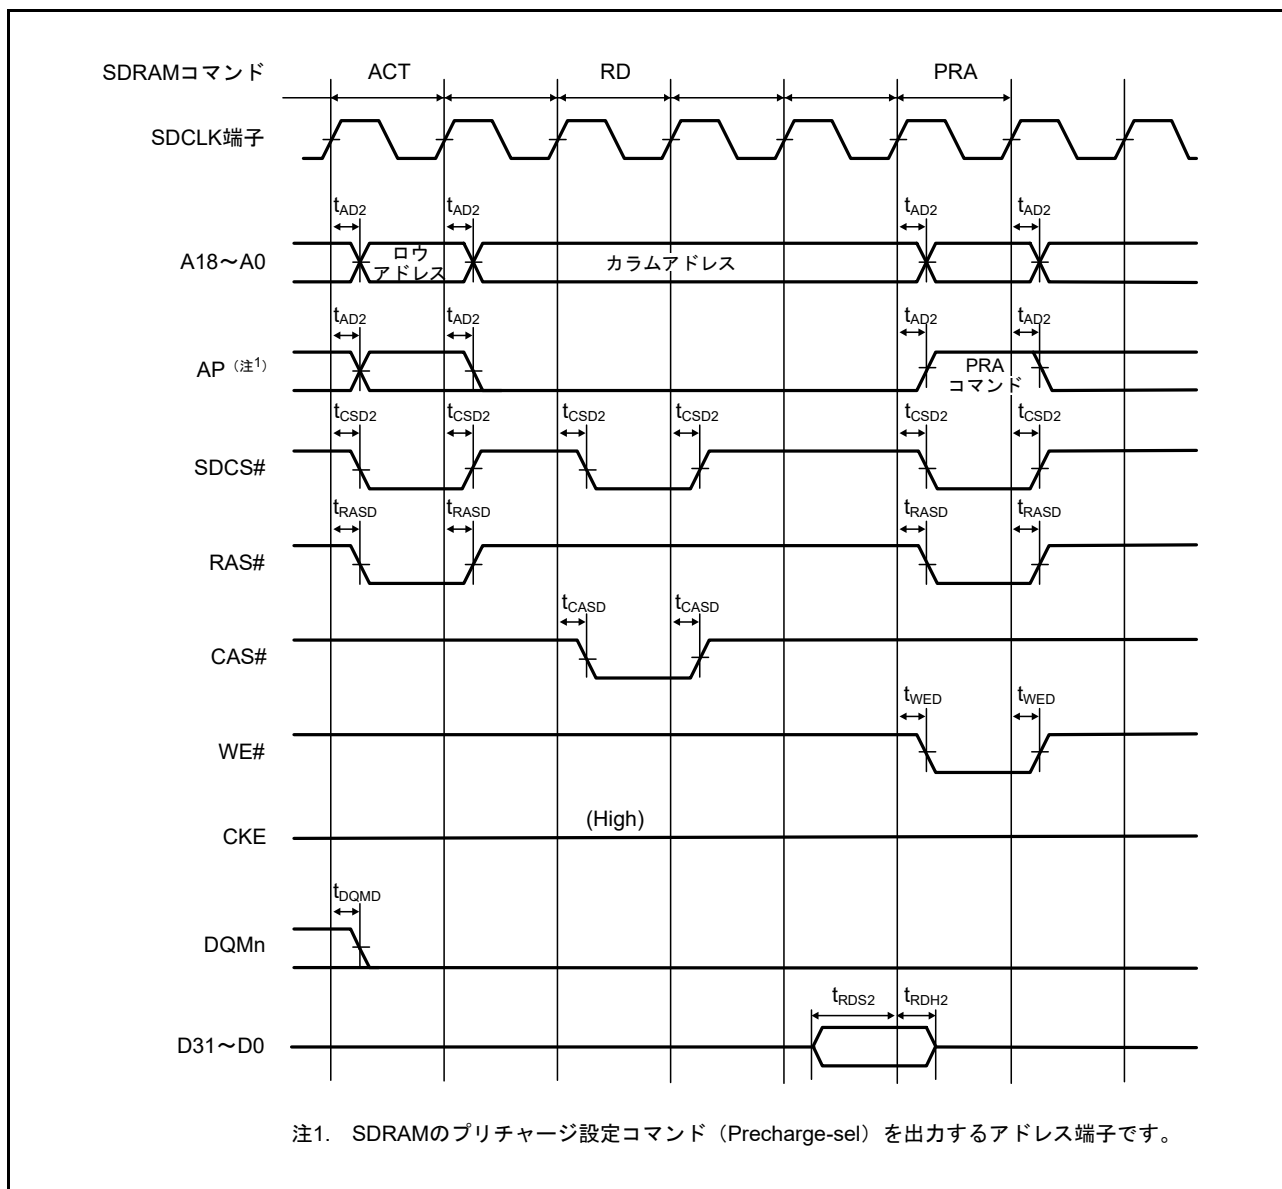 SDRAMコマンド ACT RD PRA
SDCLK端子
tAD2 tAD2 tAD2 tAD2
A18～A0 ロウ
アドレス カラムアドレス
tAD2 tAD2 tAD2 tAD2
AP（注1） PRA
コマンド
tCSD2 tCSD2 tCSD2 tCSD2 tCSD2 tCSD2
SDCS#
tRASD tRASD tRASD tRASD
RAS#
tCASD tCASD
CAS#
tWED tWED
WE#
(High)
CKE
tDQMD
DQMn
tRDS2 tRDH2
D31～D0
注1. SDRAMのプリチャージ設定コマンド（Precharge-sel）を出力するアドレス端子です。